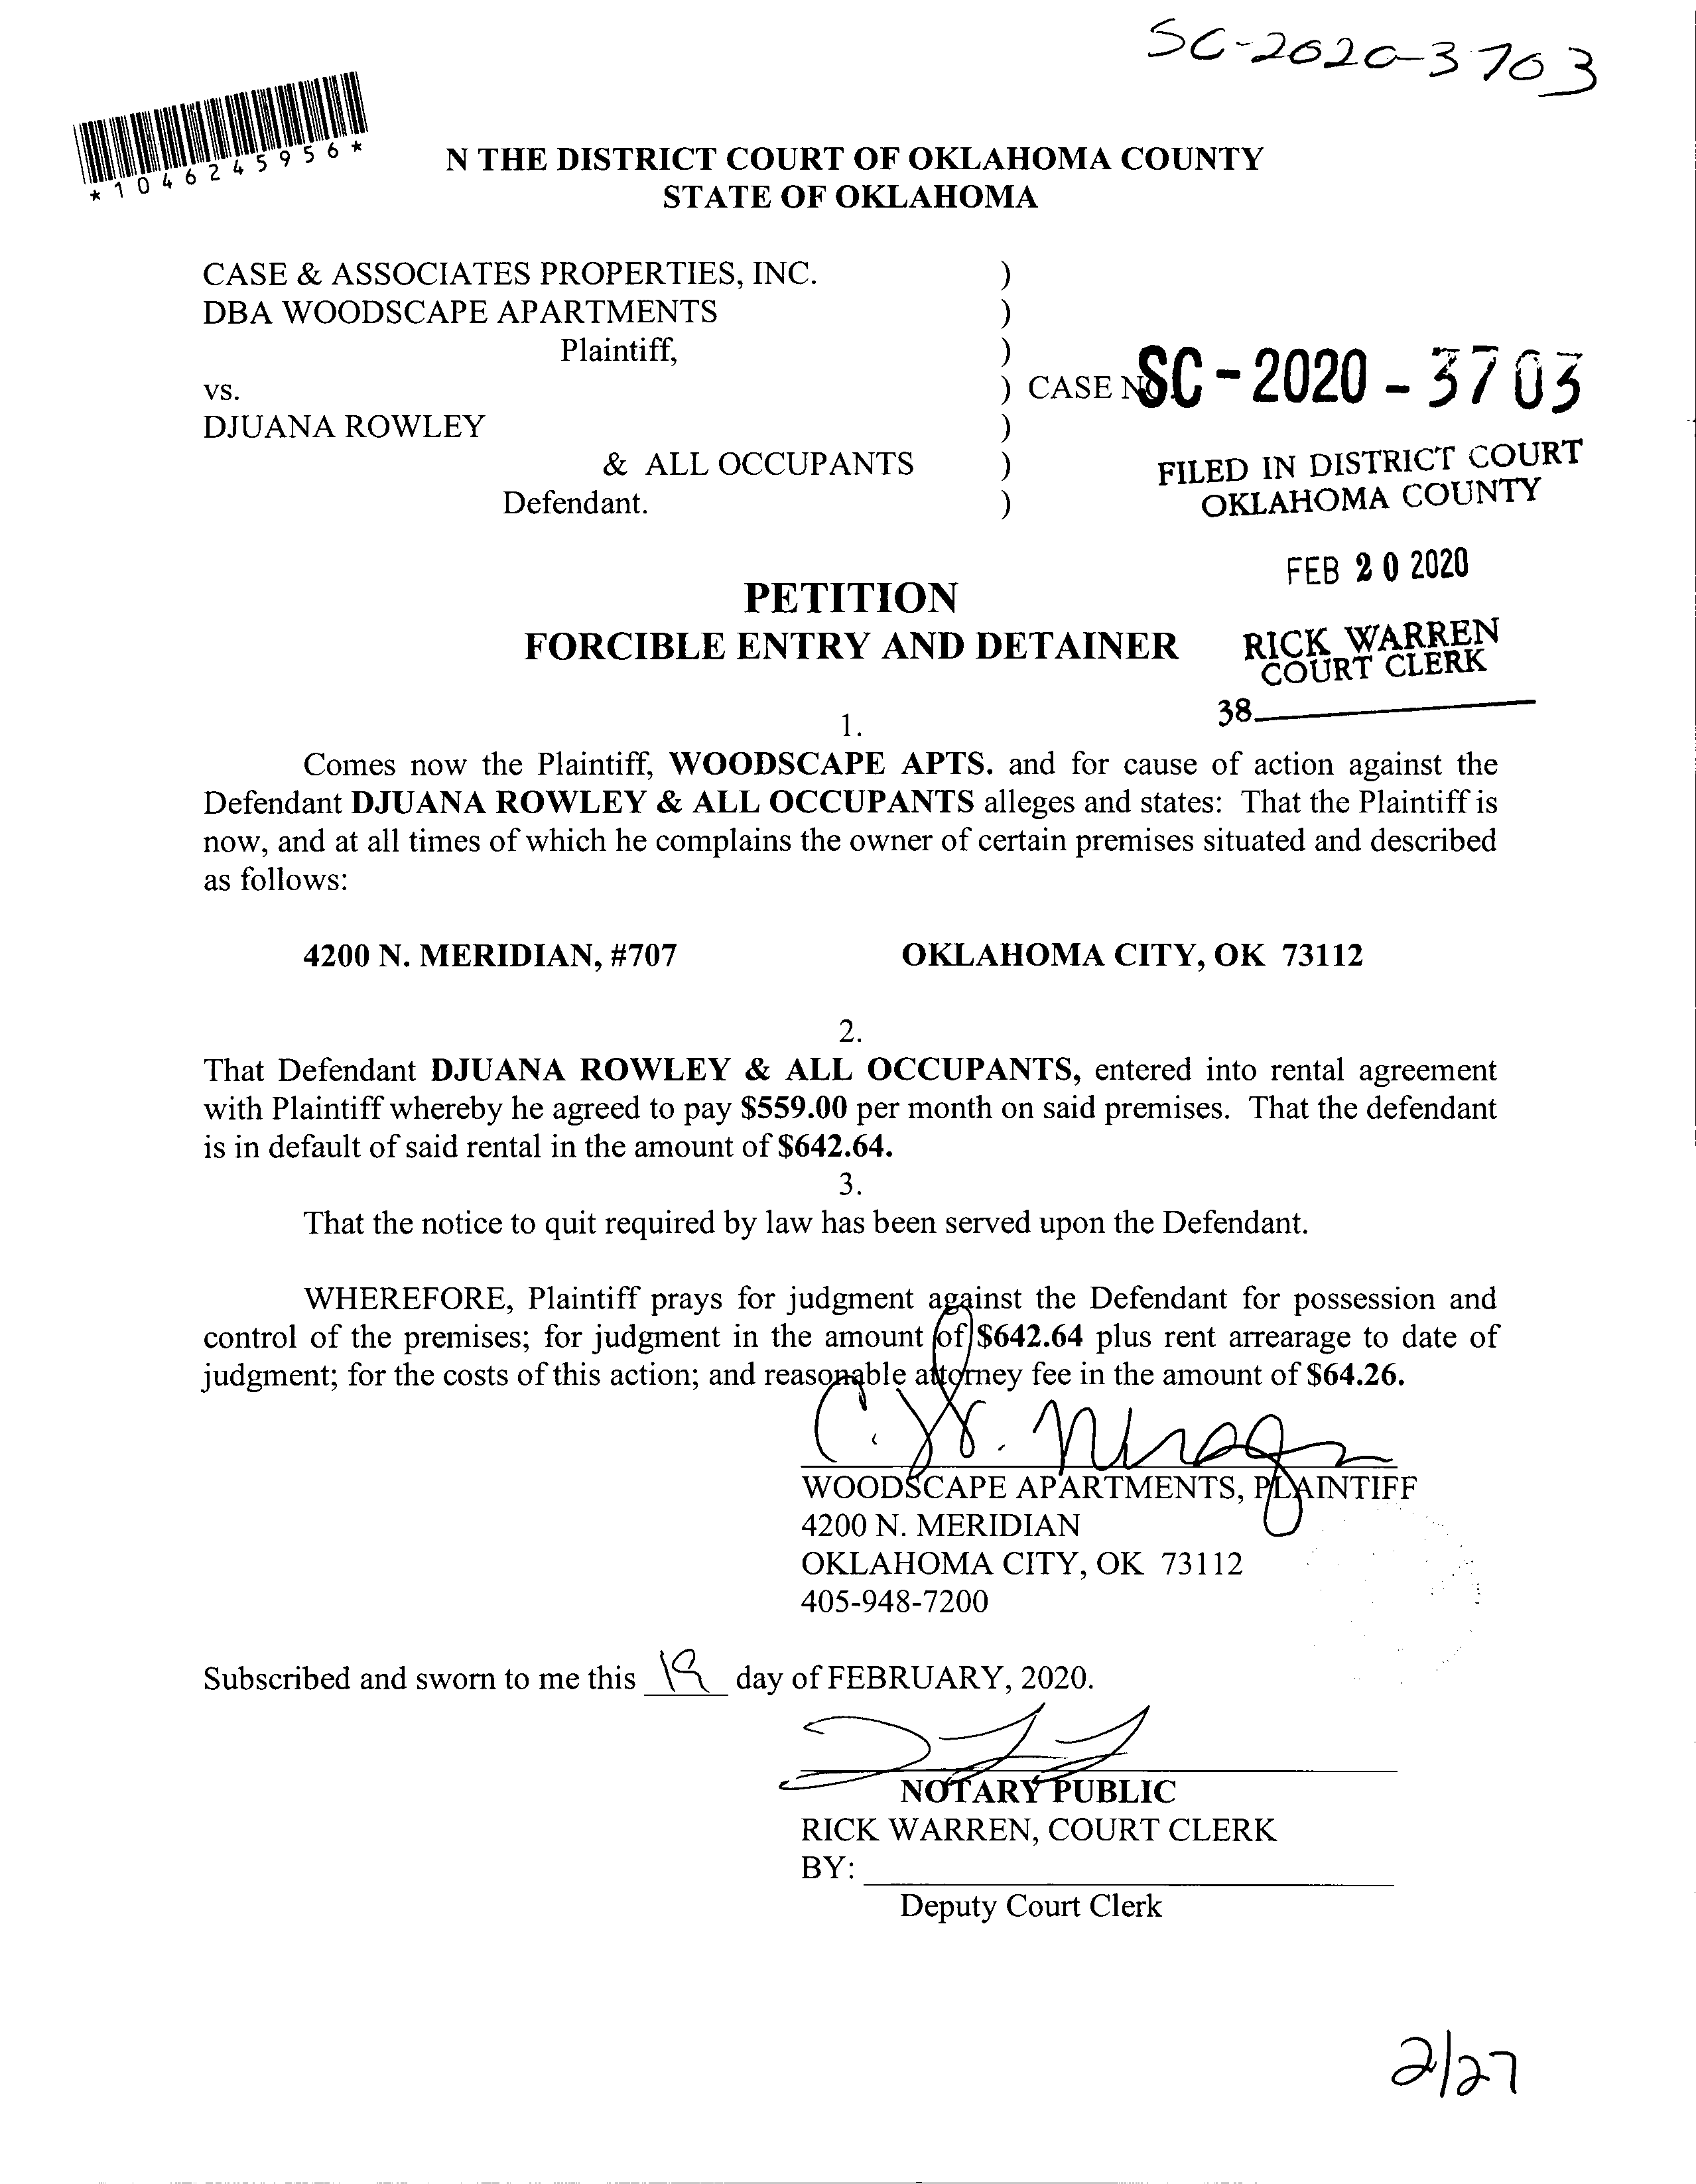 SC-2020-3703
*1046245956*
N THE DISTRICT COURT OF OKLAHOMA COUNTY
STATE OF OKLAHOMA
CASE & ASSOCIATES PROPERTIES, INC. )
DBA WOODSCAPE APARTMENTS )
Plaintiff, )
vs. ) CASE NO. SC-2020-3703
DJUANA ROWLEY )
& ALL OCCUPANTS )
Defendant. )
FILED IN DISTRICT COURT
OKLAHOMA COUNTY
FEB 20 2020
RICK WARREN
COURT CLERK
38
PETITION
FORCIBLE ENTRY AND DETAINER
1.
Comes now the Plaintiff, WOODSCAPE APTS. and for cause of action against the
Defendant DJUANA ROWLEY & ALL OCCUPANTS alleges and states: That the Plaintiff is
now, and at all times of which he complains the owner of certain premises situated and described
as follows:
4200 N. MERIDIAN, #707 OKLAHOMA CITY, OK 73112
2.
That Defendant DJUANA ROWLEY & ALL OCCUPANTS, entered into rental agreement
with Plaintiff whereby he agreed to pay $559.00 per month on said premises. That the defendant
is in default of said rental in the amount of $642.64.
3.
That the notice to quit required by law has been served upon the Defendant.
WHEREFORE, Plaintiff prays for judgment against the Defendant for possession and
control of the premises; for judgment in the amount of $642.64 plus rent arrearage to date of
judgment; for the costs of this action; and reasonable attorney fee in the amount of $64.26.
WOODSCAPE APARTMENTS, PLAINTIFF
4200 N. MERIDIAN
OKLAHOMA CITY, OK 73112
405-948-7200
Subscribed and sworn to me this 19 day of FEBRUARY, 2020.
NOTARY PUBLIC
RICK WARREN, COURT CLERK
BY:
Deputy Court Clerk
2/27